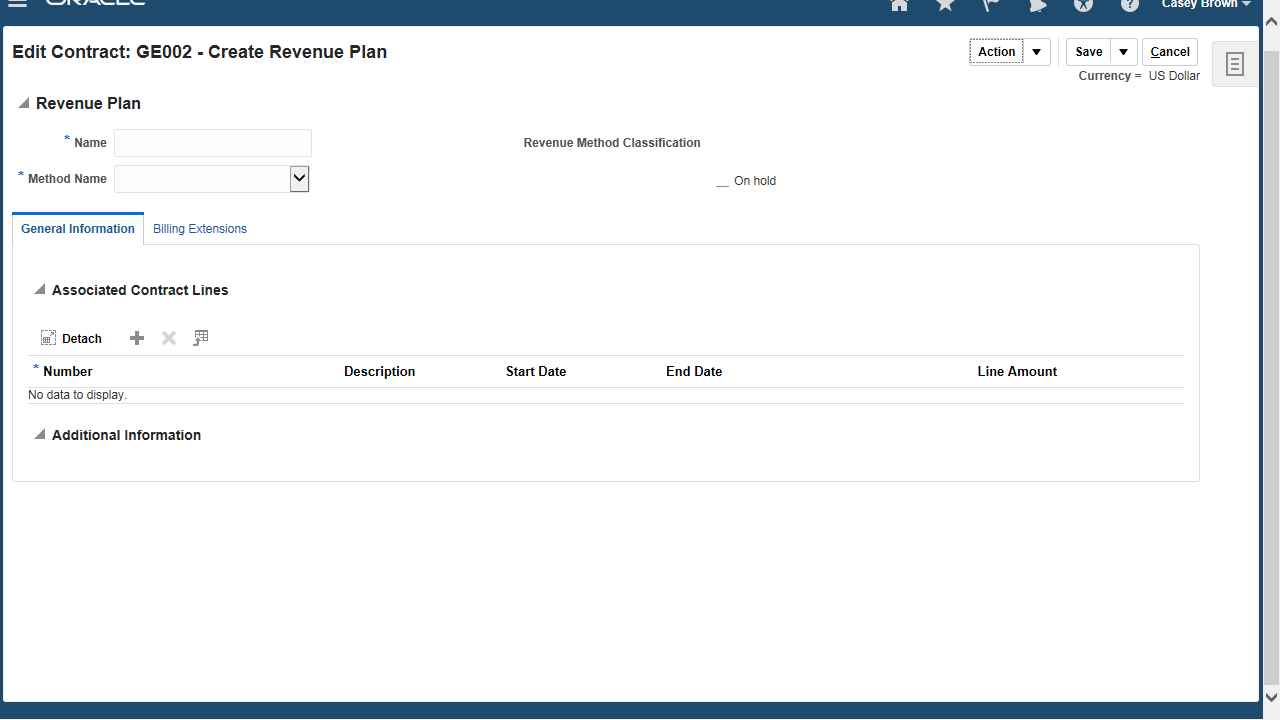 ORACLE
Casey Brown
Edit Contract: GE002 - Create Revenue Plan
Action
Save
Cancel
Currency = US Dollar
Revenue Plan
* Name
Revenue Method Classification
* Method Name
On hold
General Information
Billing Extensions
Associated Contract Lines
Detach
* Number Description Start Date End Date Line Amount
No data to display.
Additional Information